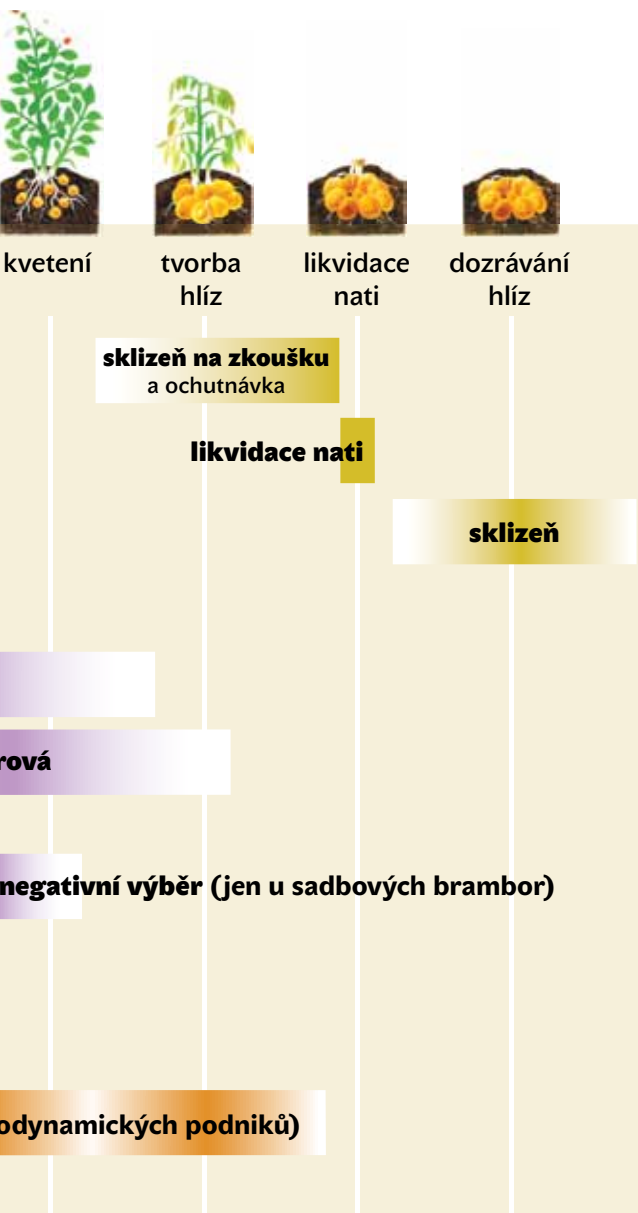 kvetení
tvorba
hlíz
likvidace
nati
dozrávání
hlíz
sklizeň na zkoušku
a ochutnávka
likvidace nati
sklizeň
rová
negativní výběr (jen u sadbových brambor)
odynamických podniků)